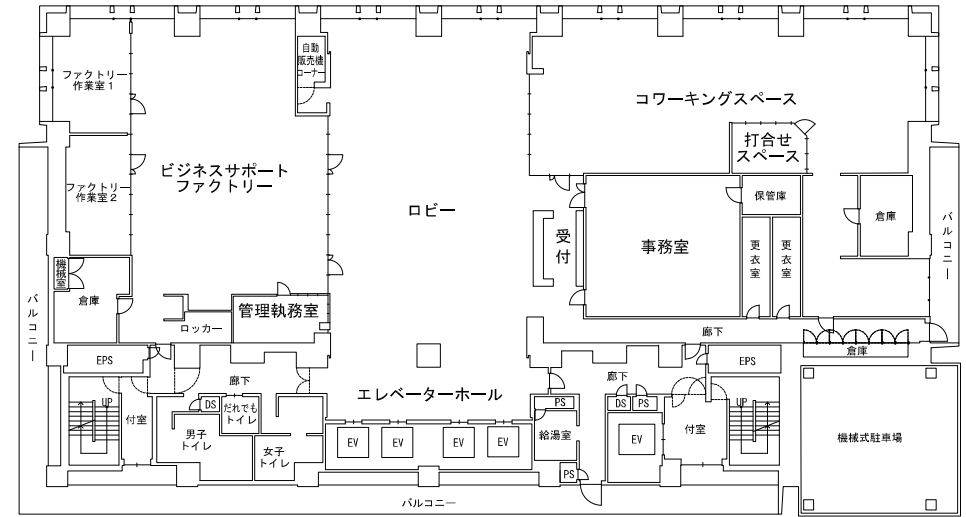 自動
販売機
コーナー
ファクトリー
作業室1
コワーキングスペース
打合せ
スペース
ビジネスサポート
ファクトリー
ファクトリー
作業室2
ロビー
受
付
事務室
保管庫
更
衣
室
更
衣
室
倉庫
バ
ル
コ
ニ
ー
機
械
室
倉庫
バ
ル
コ
ニ
ー
ロッカー
管理執務室
廊下
倉庫
EPS
廊下
エレベーターホール
廊下
EPS
UP
付室
DS
だれでも
トイレ
男子
トイレ
女子
トイレ
EV
EV
EV
EV
PS
給湯室
PS
DS
PS
EV
付室
UP
機械式駐車場
バルコニー